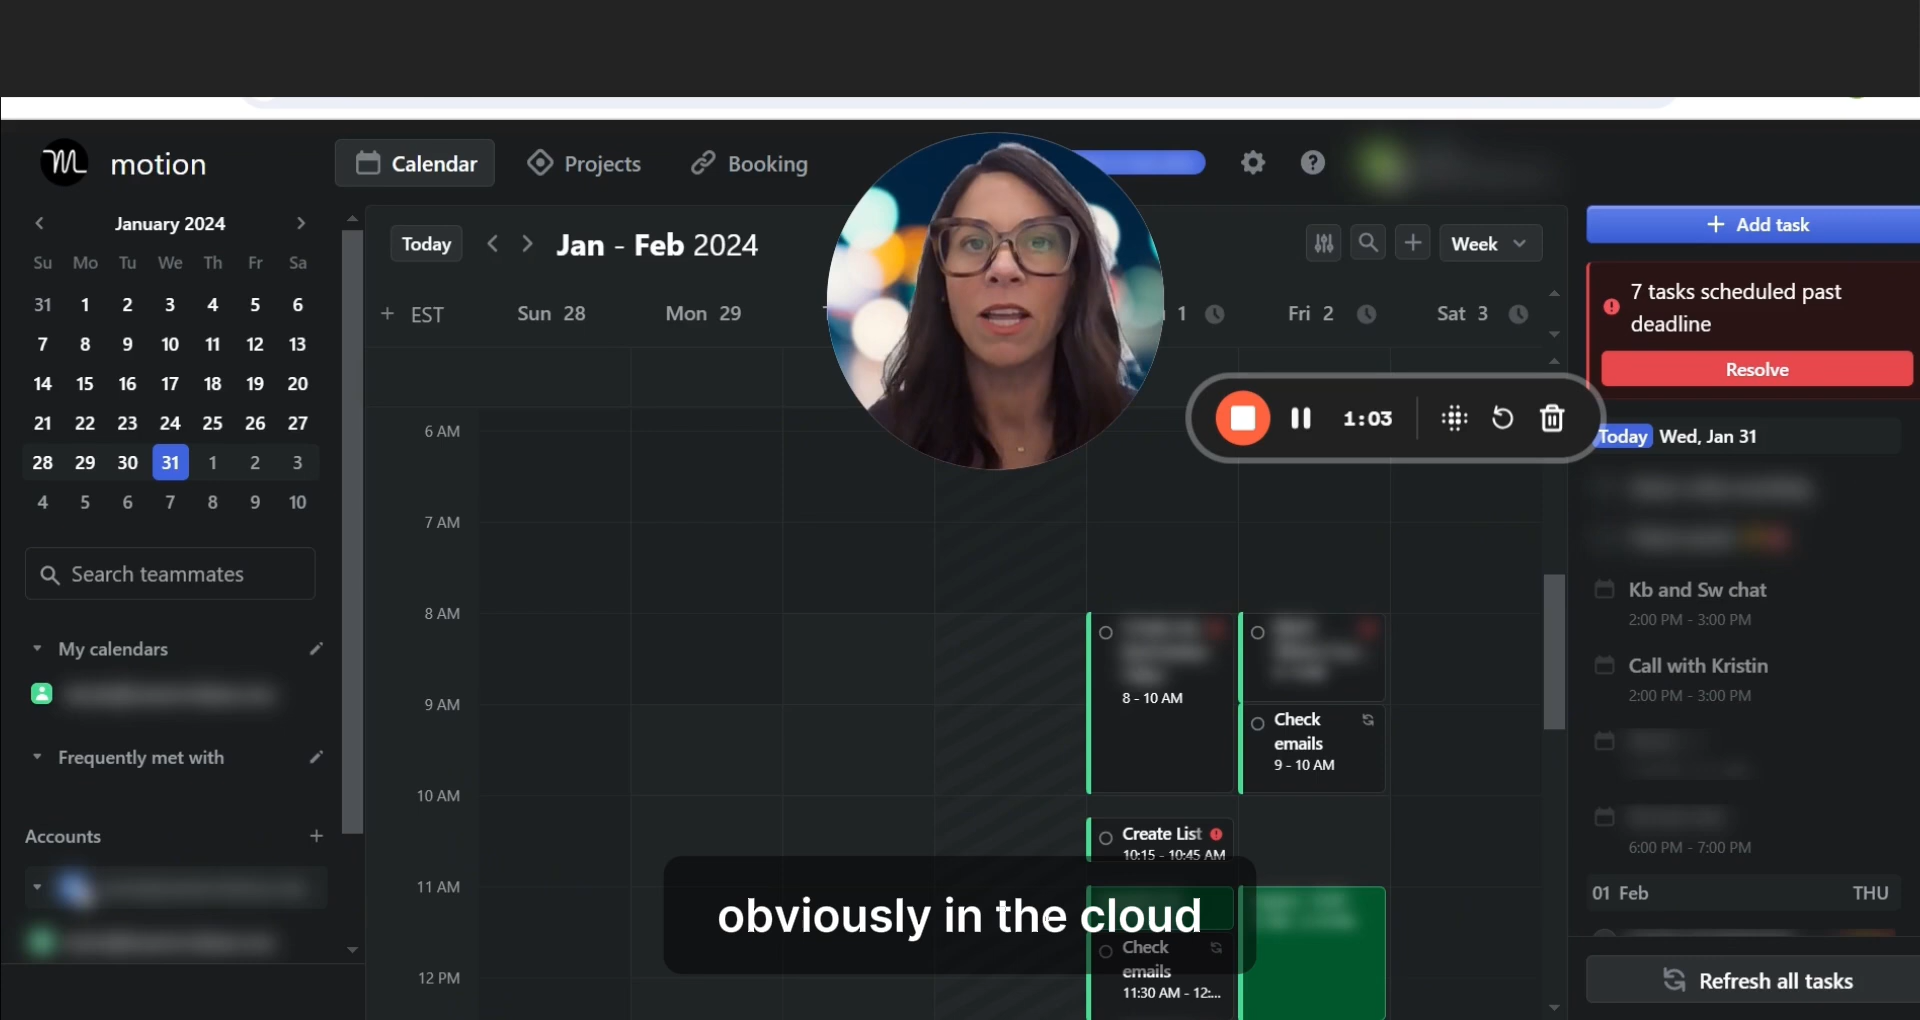 motion
Calendar
Projects
Booking
January 2024
Su Mo Tu We Th Fr Sa
31 1 2 3 4 5 6
7 8 9 10 11 12 13
14 15 16 17 18 19 20
21 22 23 24 25 26 27
28 29 30 31 1 2 3
4 5 6 7 8 9 10
Search teammates
My calendars
Frequently met with
Accounts
Today
Jan - Feb 2024
Week
EST
Sun 28
Mon 29
1
Fri 2
Sat 3
6 AM
7 AM
8 AM
9 AM
10 AM
11 AM
12 PM
8 - 10 AM
Check
emails
9 - 10 AM
Create List
10:15 - 10:45 AM
Check
emails
11:30 AM - 12:...
1:03
obviously in the cloud
+ Add task
7 tasks scheduled past
deadline
Resolve
Today Wed, Jan 31
Kb and Sw chat
2:00 PM - 3:00 PM
Call with Kristin
2:00 PM - 3:00 PM
6:00 PM - 7:00 PM
01 Feb THU
Refresh all tasks